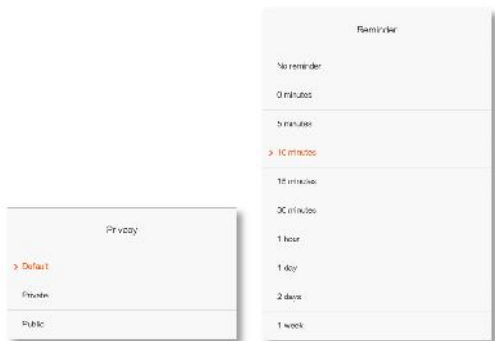 Privacy
> Default
Private
Public
Reminder
No reminder
0 minutes
5 minutes
> 10 minutes
15 minutes
30 minutes
1 hour
1 day
2 days
1 week